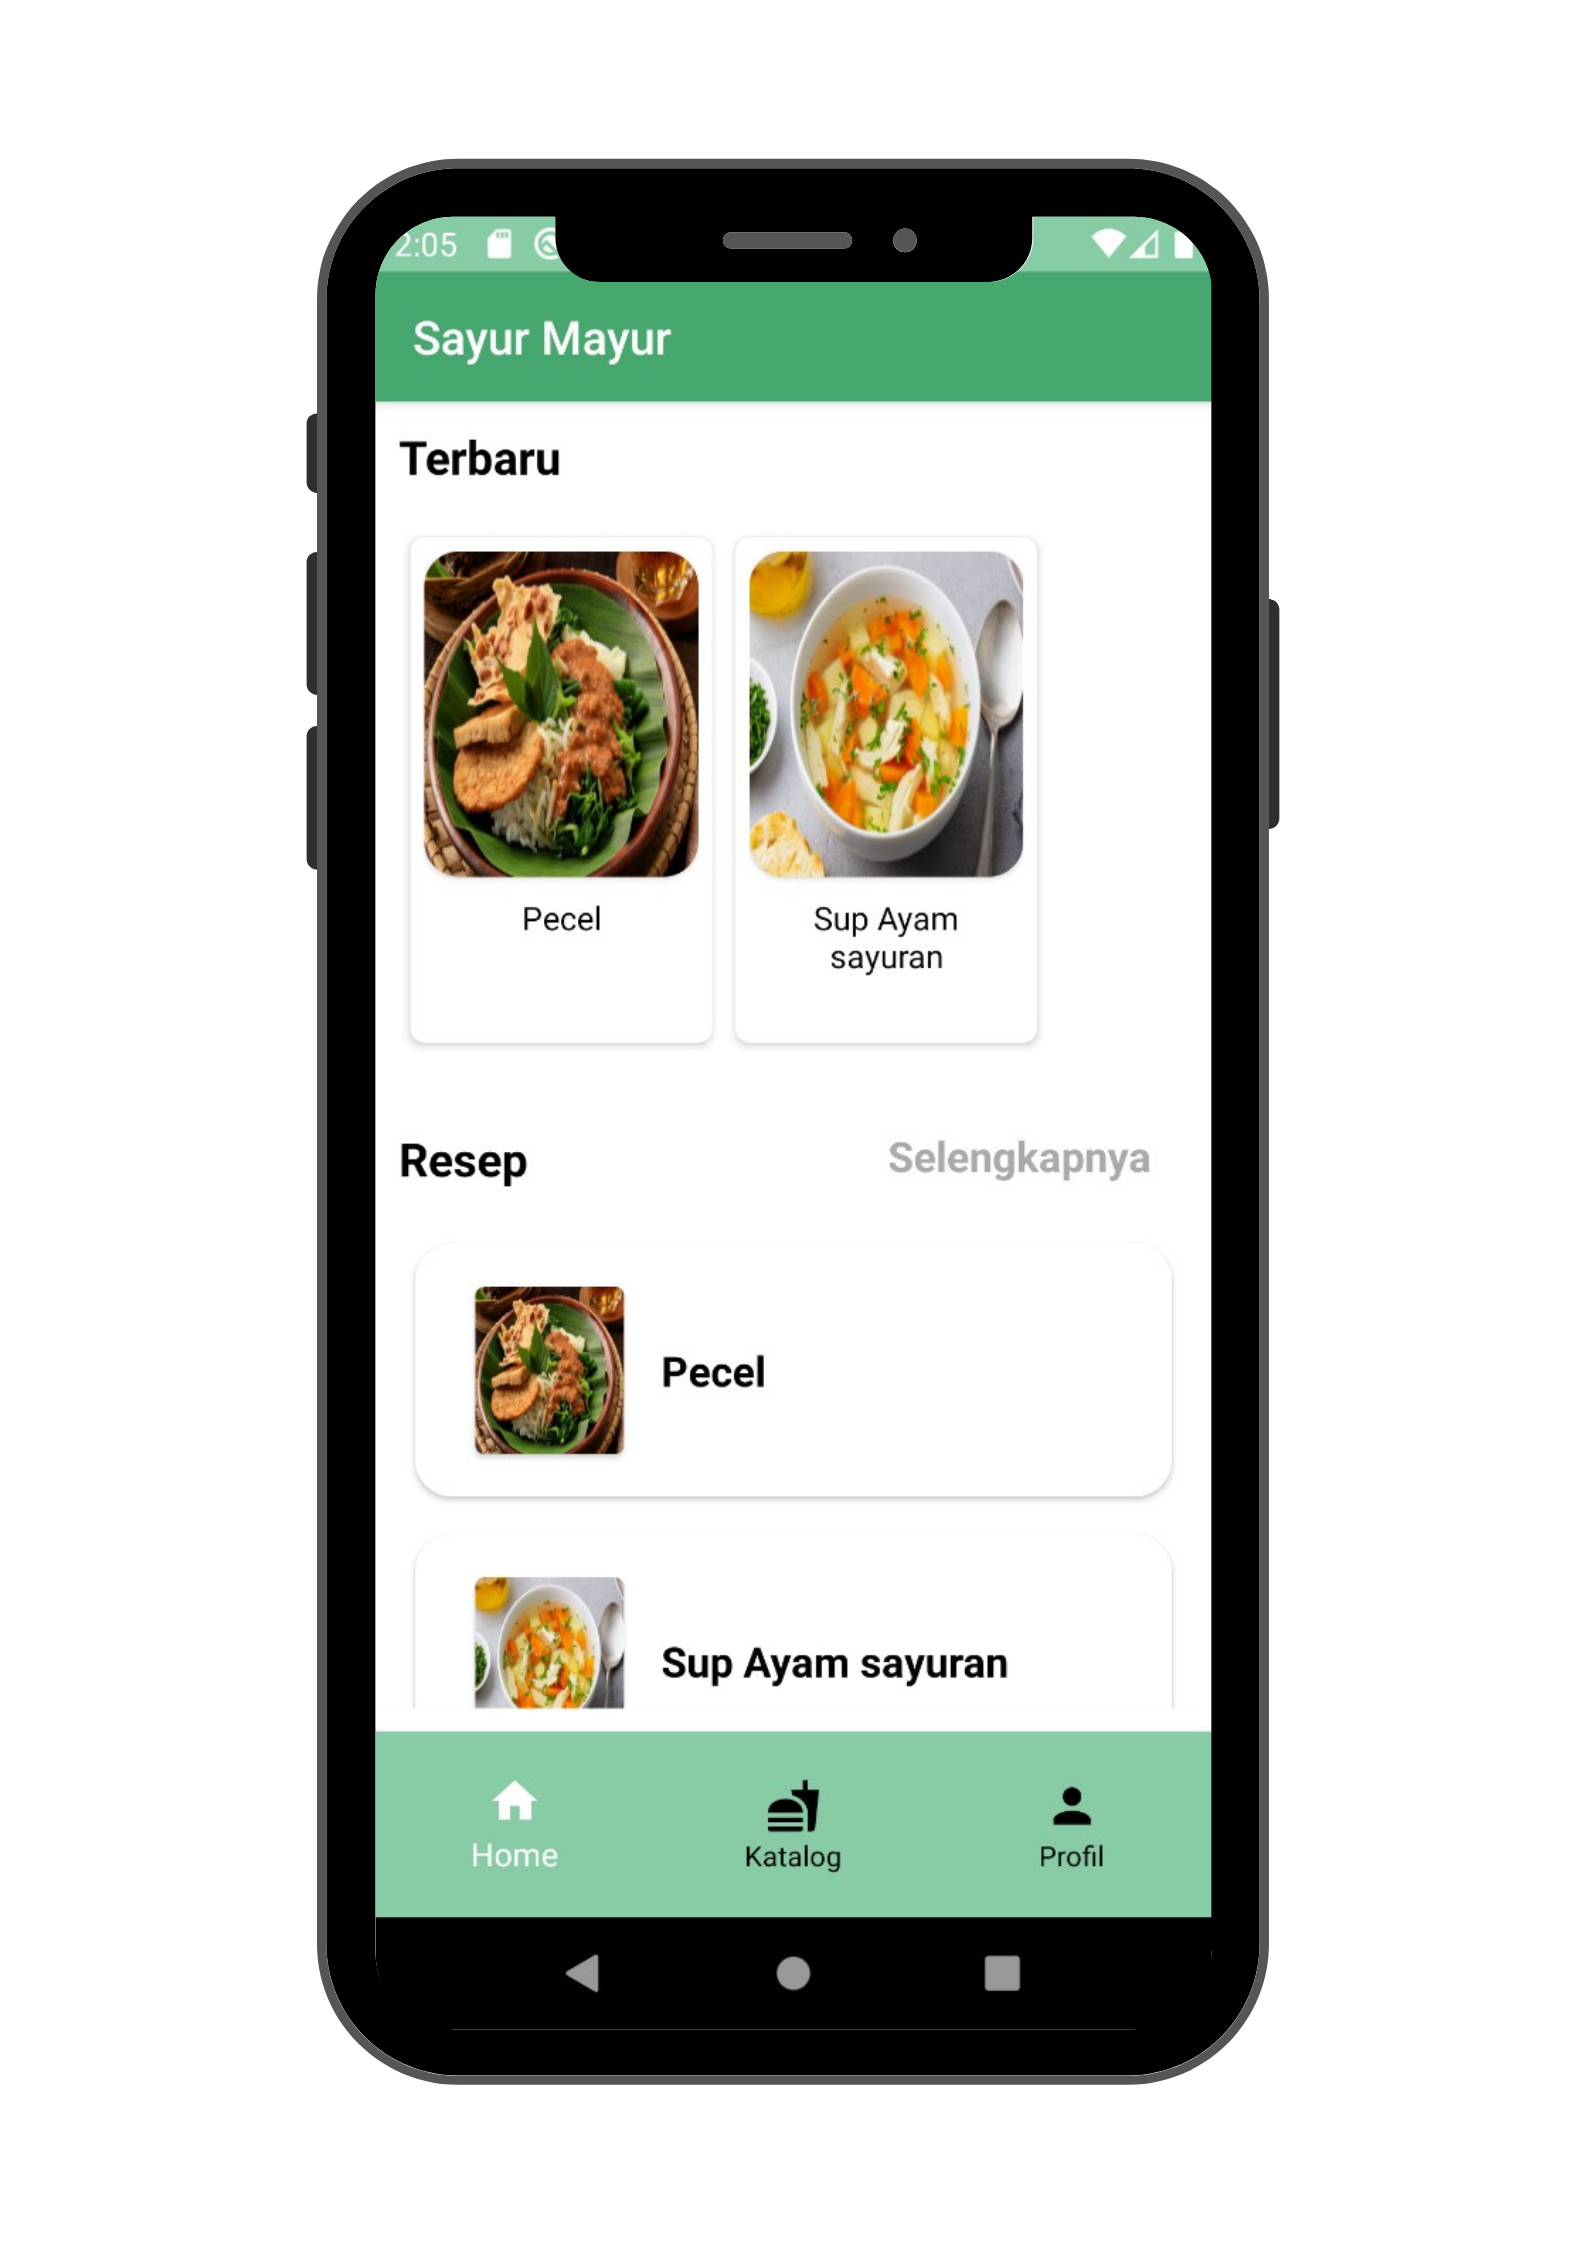 2:05
Sayur Mayur
Terbaru
Pecel
Sup Ayam
sayuran
Resep
Selengkapnya
Pecel
Sup Ayam sayuran
Home
Katalog
Profil